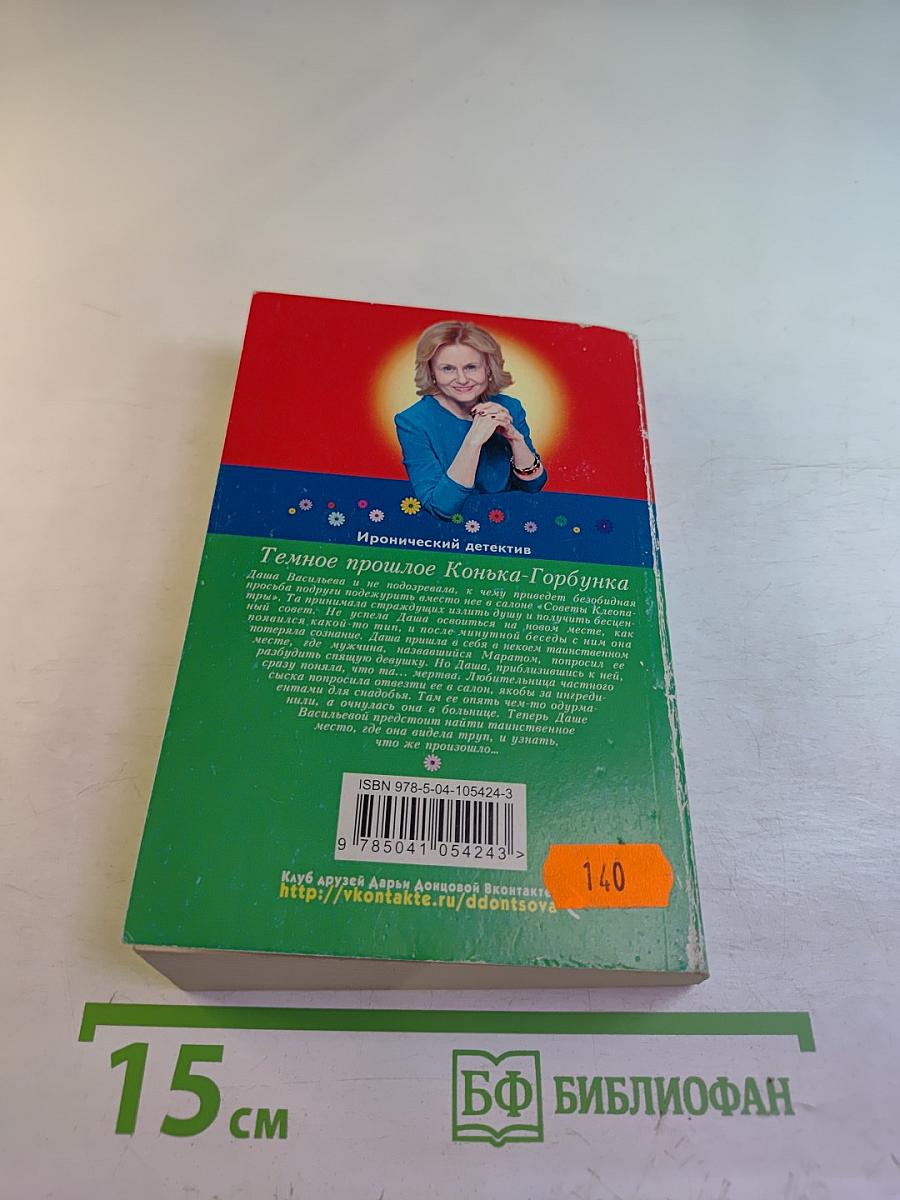 Иронический детектив
Темное прошлое Конька-Горбунка
Даша Васильева и не подозревала, к чему приведет безобидная
просьба подруги подежурить вместо нее в салоне «Советы Клеопа-
тры». Та принимала страждущих излить душу и получить бесцен-
ный совет. Не успела Даша освоиться на новом месте, как
появился какой-то тип, и после минутной беседы с ним она
потеряла сознание. Даша пришла в себя в некоем таинственном
месте, где мужчина, назвавшийся Маратом, попросил ее
разбудить спящую девушку. Но Даша, приблизившись к ней,
сразу поняла, что та... мертва. Любительница частного
сыска попросила отвезти ее в салон, якобы за ингреди-
ентами для снадобья. Там ее опять чем-то одурма-
нили, а очнулась она в больнице. Теперь Даше
Васильевой предстоит найти таинственное
место, где она видела труп, и узнать,
что же произошло...
ISBN 978-5-04-105424-3
9 785041 054243 >
Клуб друзей Дарьи Донцовой Вконтакте
http://vkontakte.ru/ddontsova
140
15 см
БФ БИБЛИОФАН